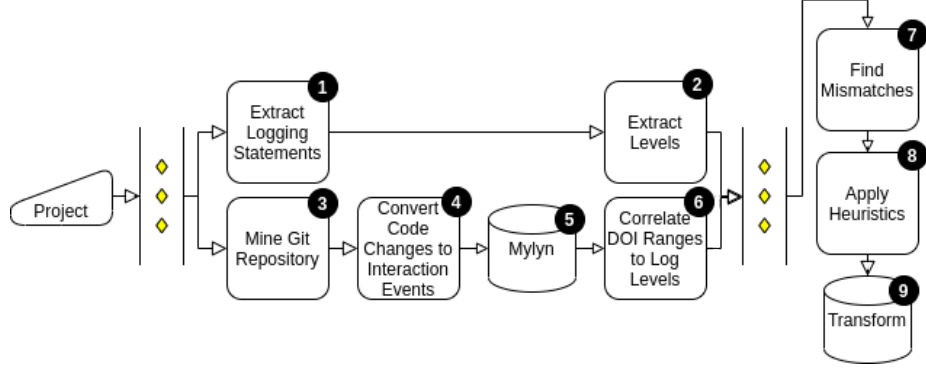 Project
1
Extract
Logging
Statements
2
Extract
Levels
3
Mine Git
Repository
4
Convert
Code
Changes to
Interaction
Events
5
Mylyn
6
Correlate
DOI Ranges
to Log
Levels
7
Find
Mismatches
8
Apply
Heuristics
9
Transform